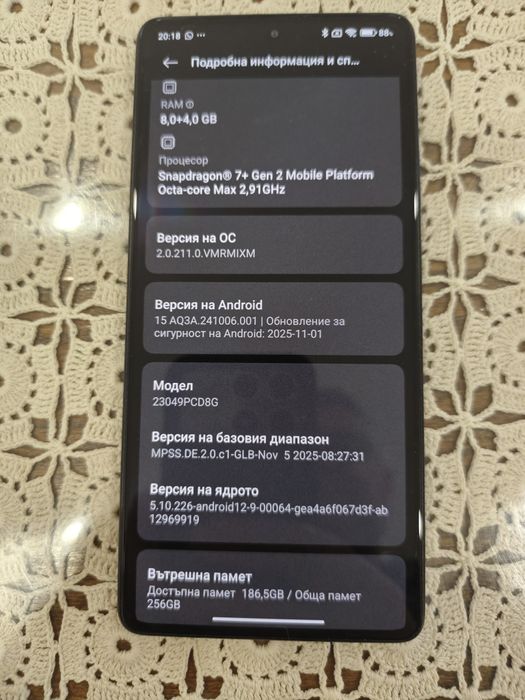 20:18 ... 88%
Подробна информация и сп...
RAM
8,0+4,0 GB
Процесор
Snapdragon® 7+ Gen 2 Mobile Platform
Octa-core Max 2,91GHz
Версия на ОС
2.0.211.0.VMRMIXM
Версия на Android
15 AQ3A.241006.001 | Обновление за
сигурност на Android: 2025-11-01
Модел
23049PCD8G
Версия на базовия диапазон
MPSS.DE.2.0.c1-GLB-Nov 5 2025-08:27:31
Версия на ядрото
5.10.226-android12-9-00064-gea4a6f067d3f-ab
12969919
Вътрешна памет
Достъпна памет 186,5GB / Обща памет
256GB